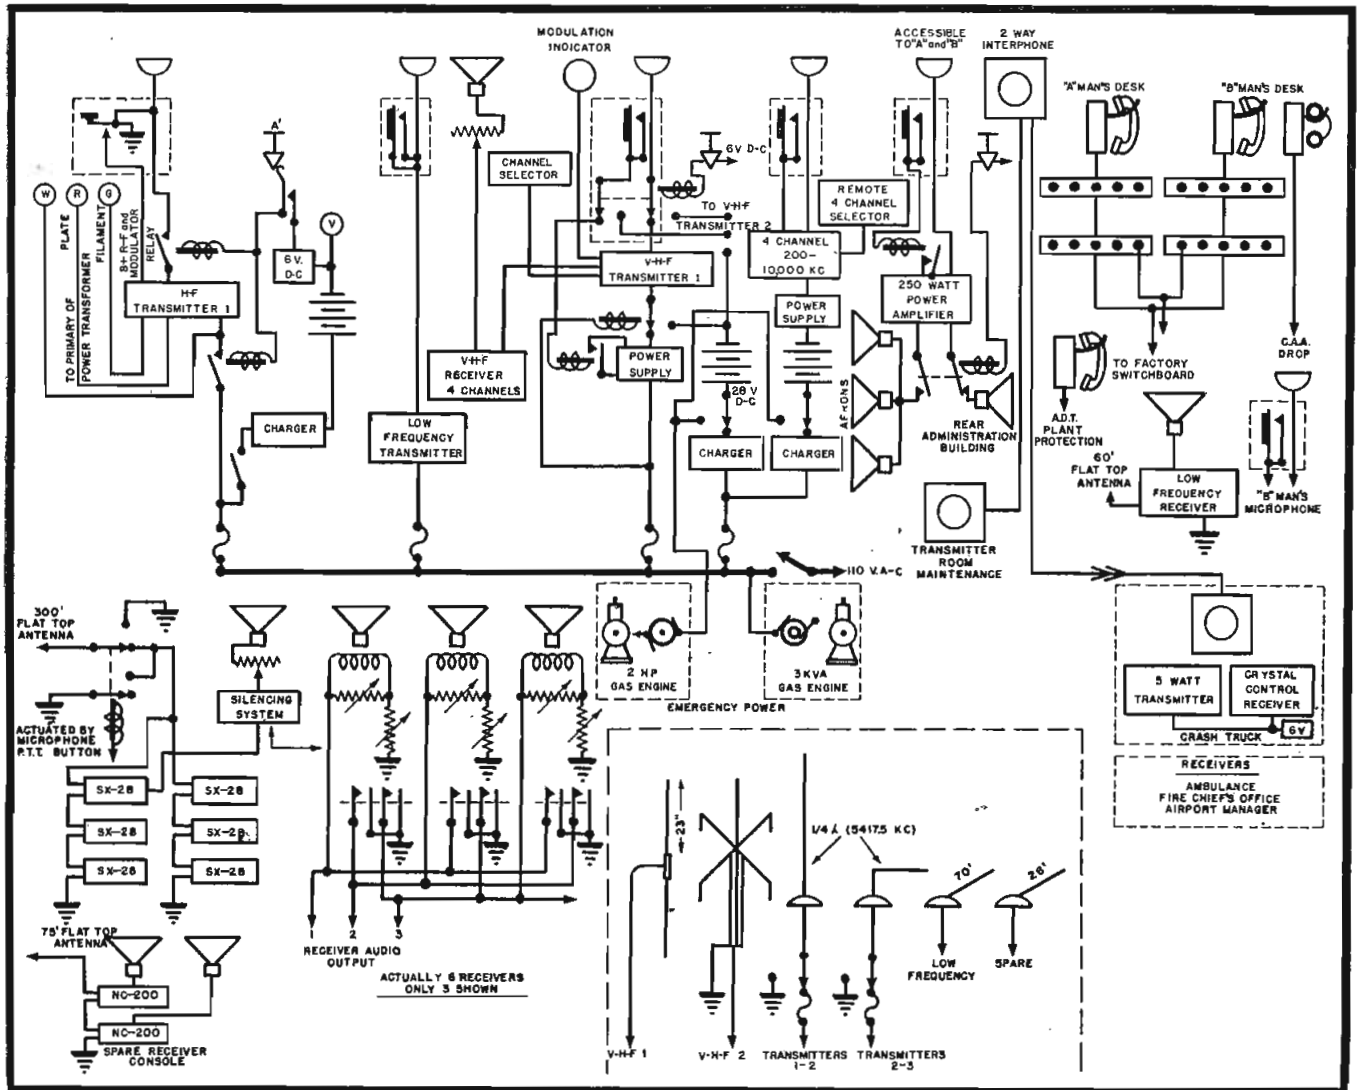 MODULATION
INDICATOR
ACCESSIBLE
TO "A" and "B"
2 WAY
INTERPHONE
"A" MAN'S DESK
"B" MAN'S DESK
A'
6V D-C
CHANNEL
SELECTOR
REMOTE
4 CHANNEL
SELECTOR
W
R
G
PLATE
FILAMENT
B+ R-F and
MODULATOR
RELAY
V
TO V-H-F
TRANSMITTER 2
6 V.
D-C
4 CHANNEL
200-
10,000 KC
V-H-F
TRANSMITTER 1
H-F
TRANSMITTER 1
TO PRIMARY OF
POWER TRANSFORMER
250 WATT
POWER
AMPLIFIER
POWER
SUPPLY
V-H-F
RECEIVER
4 CHANNELS
POWER
SUPPLY
28 V
D-C
APRONS
TO FACTORY
SWITCHBOARD
C.A.A.
DROP
A.D.T.
PLANT
PROTECTION
CHARGER
LOW
FREQUENCY
TRANSMITTER
CHARGER
CHARGER
REAR
ADMINISTRATION
BUILDING
60'
FLAT TOP
ANTENNA
LOW
FREQUENCY
RECEIVER
"B" MAN'S
MICROPHONE
TRANSMITTER
ROOM
MAINTENANCE
110 V.A-C
300'
FLAT TOP
ANTENNA
2 HP
GAS ENGINE
3 KVA
GAS ENGINE
EMERGENCY POWER
SILENCING
SYSTEM
ACTUATED BY
MICROPHONE
P.T.T. BUTTON
5 WATT
TRANSMITTER
CRYSTAL
CONTROL
RECEIVER
6V
CRASH TRUCK
RECEIVERS
AMBULANCE
FIRE CHIEF'S OFFICE
AIRPORT MANAGER
SX-28
SX-28
SX-28
SX-28
SX-28
SX-28
23"
1/4 λ (5417.5 KC)
70'
28'
1
2
3
RECEIVER AUDIO
OUTPUT
ACTUALLY 6 RECEIVERS
ONLY 3 SHOWN
75' FLAT TOP
ANTENNA
NC-200
NC-200
SPARE RECEIVER
CONSOLE
LOW
FREQUENCY
SPARE
V-H-F 1
V-H-F 2
TRANSMITTERS
1-2
TRANSMITTERS
2-3